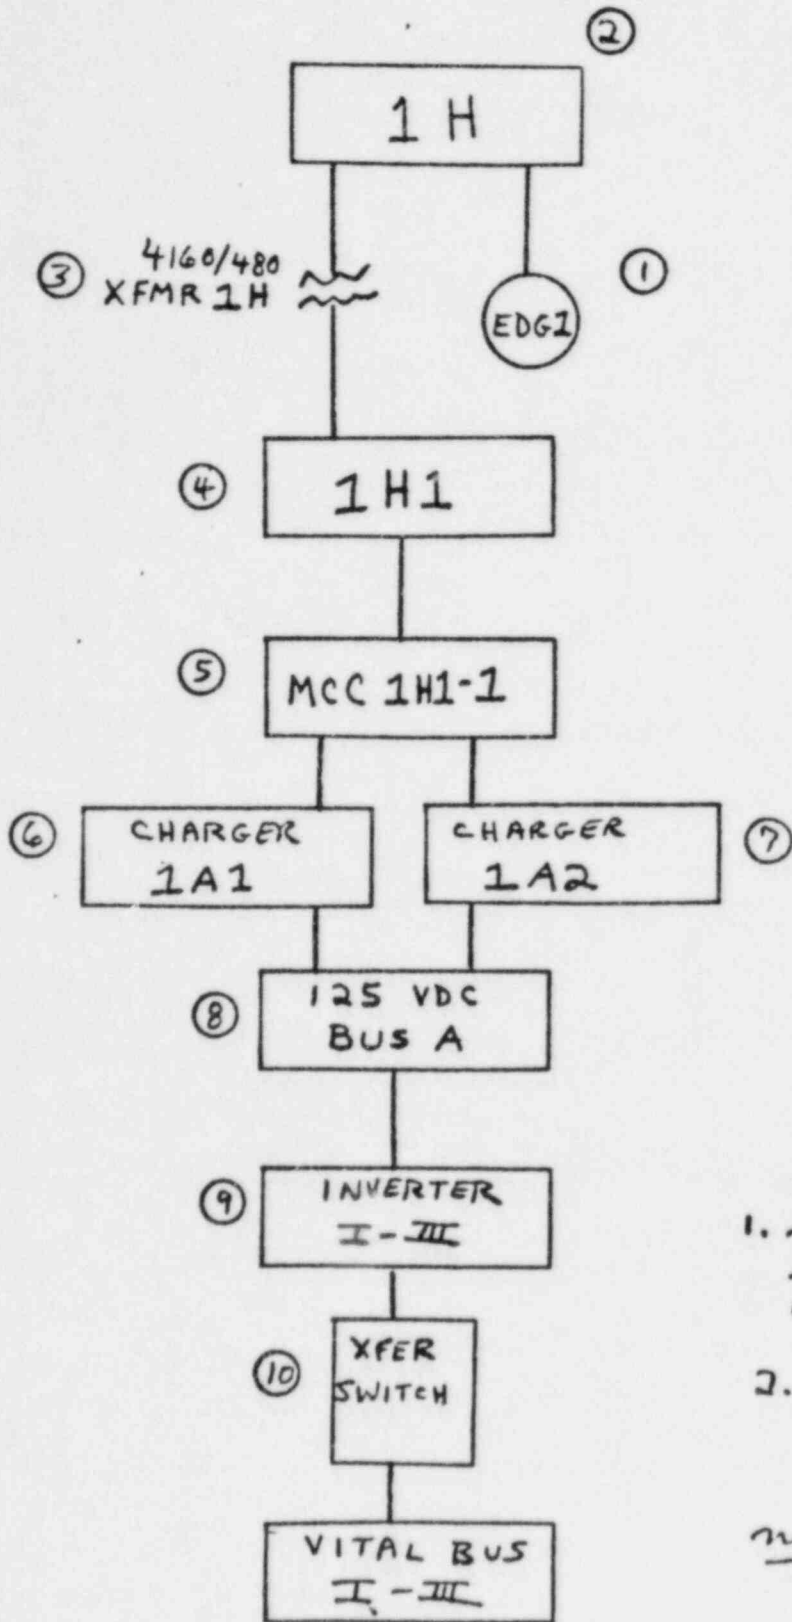 ②
1 H
4160/480
③ XFMR 1H
①
EDG1
④ 1H1
⑤ MCC 1H1-1
⑥ CHARGER
1A1
CHARGER ⑦
1A2
⑧ 125 VDC
BUS A
⑨ INVERTER
I-III
⑩ XFER
SWITCH
VITAL BUS
I-III
1.
2.